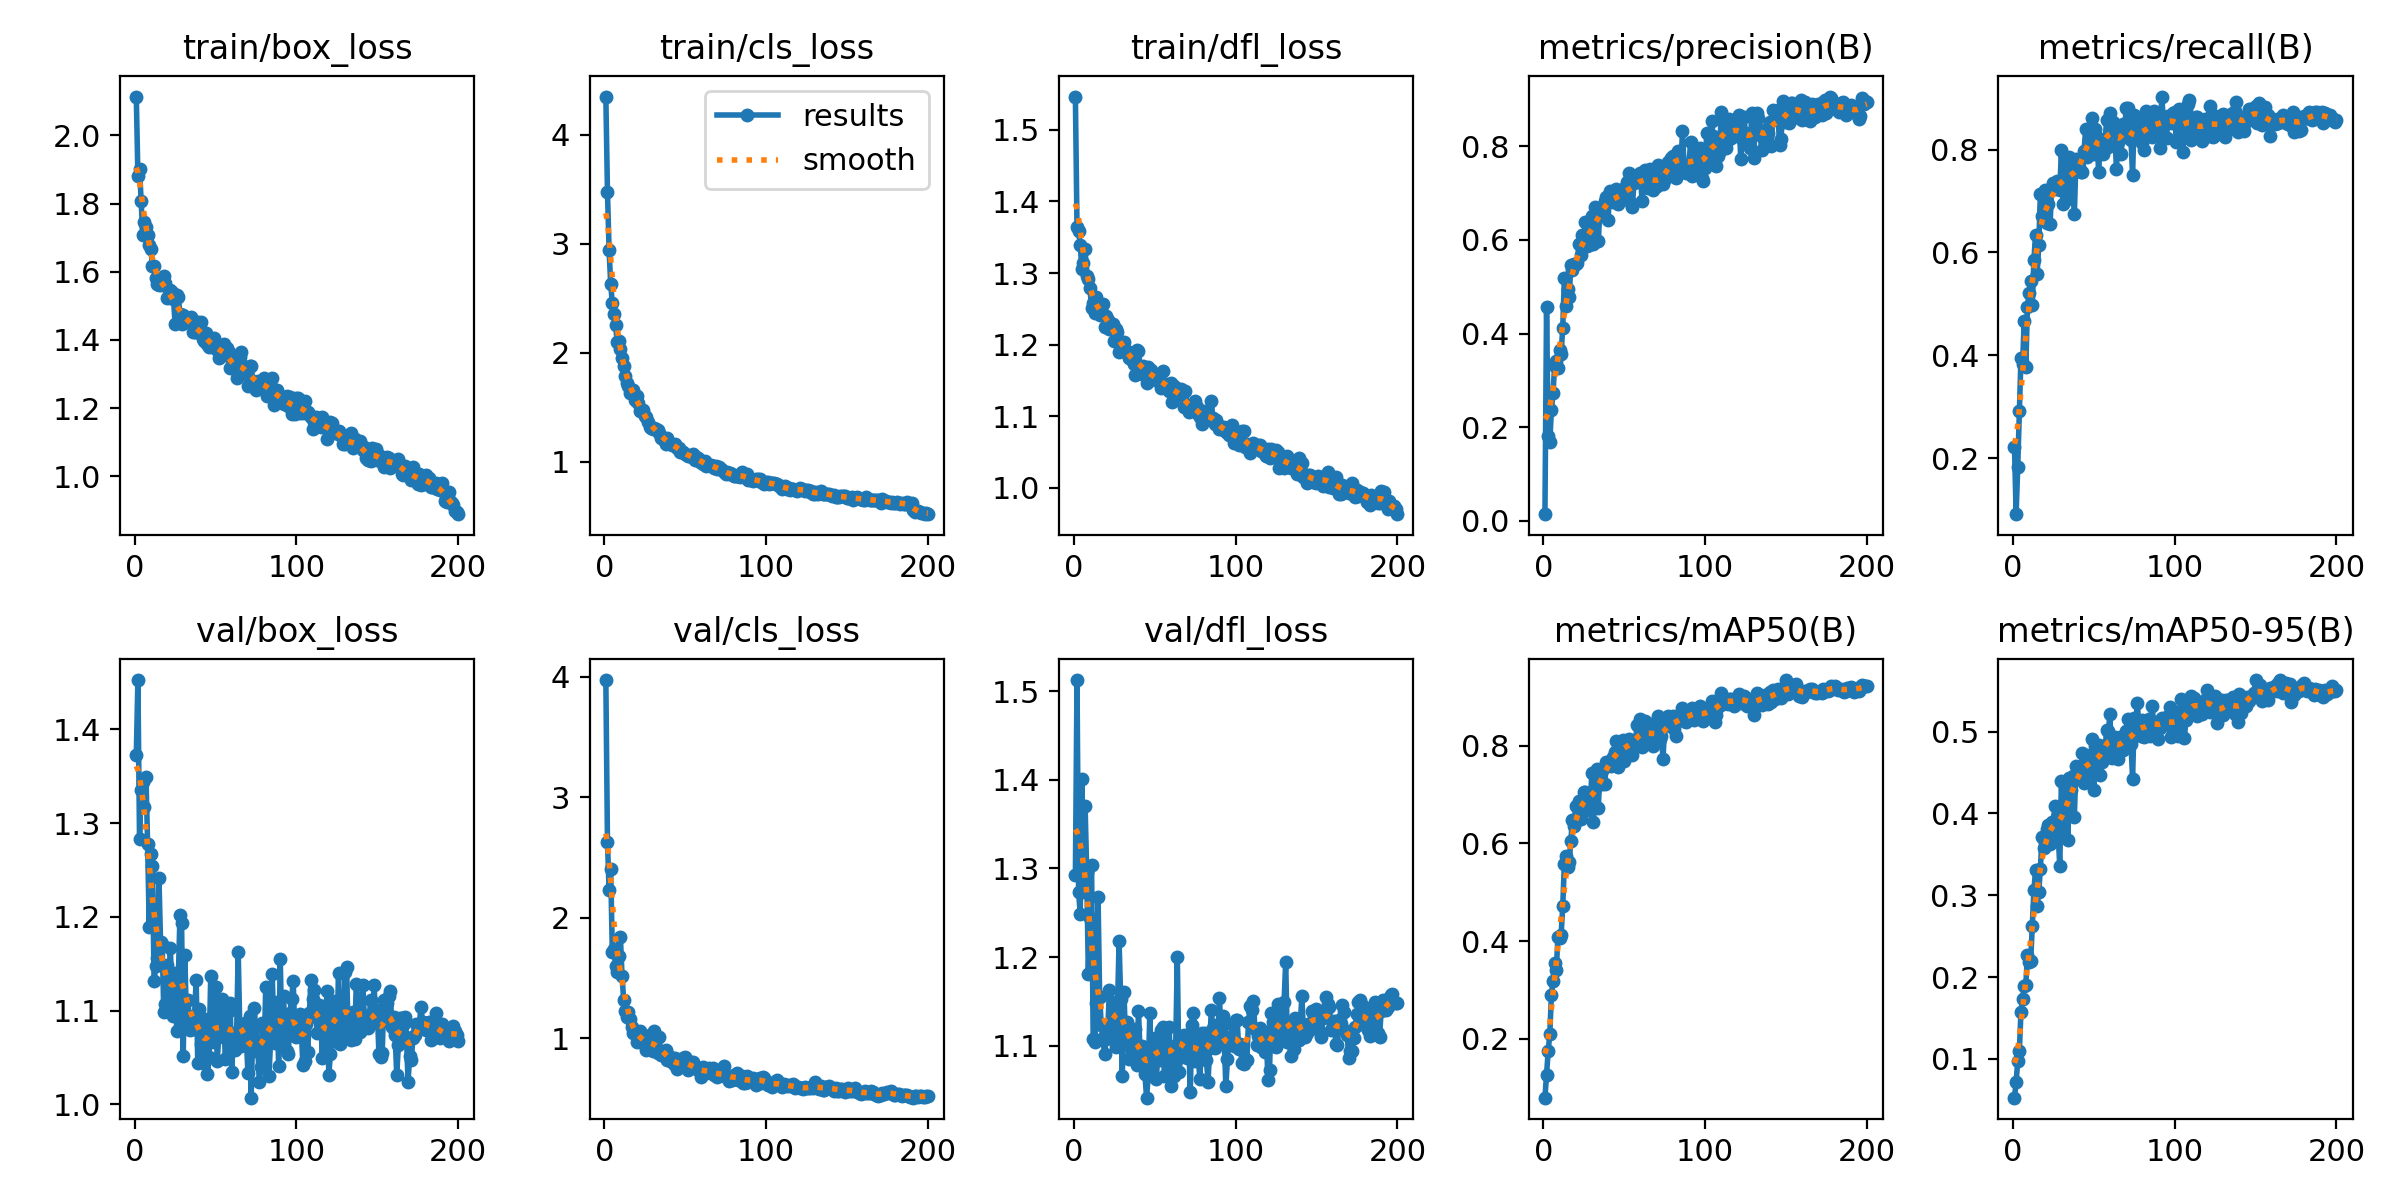 train/box_loss
2.0
1.8
1.6
1.4
1.2
1.0
0 100 200
train/cls_loss
results
smooth
4
3
2
1
0 100 200
train/dfl_loss
1.5
1.4
1.3
1.2
1.1
1.0
0 100 200
metrics/precision(B)
0.8
0.6
0.4
0.2
0.0
0 100 200
metrics/recall(B)
0.8
0.6
0.4
0.2
0 100 200
val/box_loss
1.4
1.3
1.2
1.1
1.0
0 100 200
val/cls_loss
4
3
2
1
0 100 200
val/dfl_loss
1.5
1.4
1.3
1.2
1.1
0 100 200
metrics/mAP50(B)
0.8
0.6
0.4
0.2
0 100 200
metrics/mAP50-95(B)
0.5
0.4
0.3
0.2
0.1
0 100 200